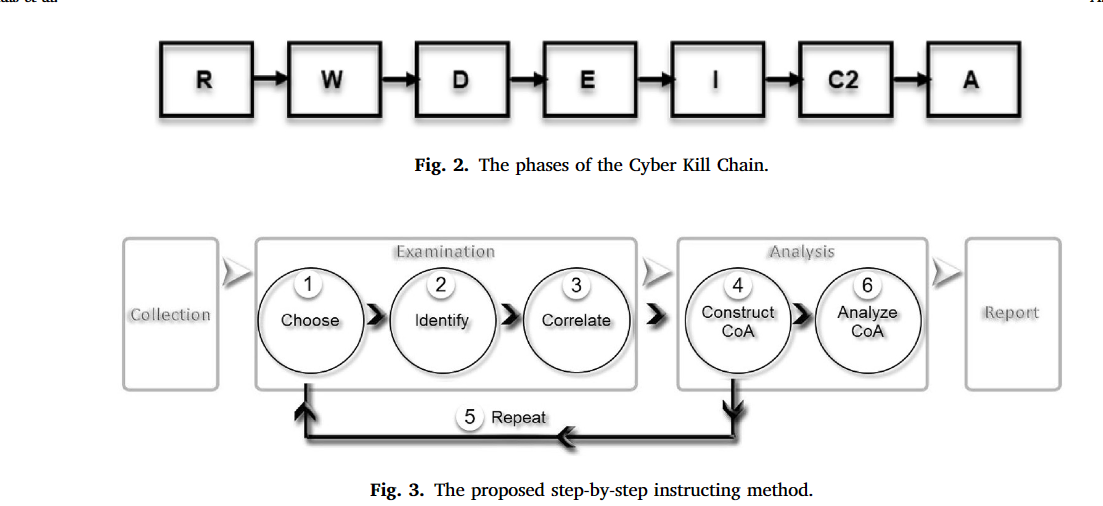 R W D E I C2 A
Fig. 2. The phases of the Cyber Kill Chain.
Examination
Analysis
Collection
1
Choose
2
Identify
3
Correlate
4
Construct
CoA
6
Analyze
CoA
Report
5 Repeat
Fig. 3. The proposed step-by-step instructing method.